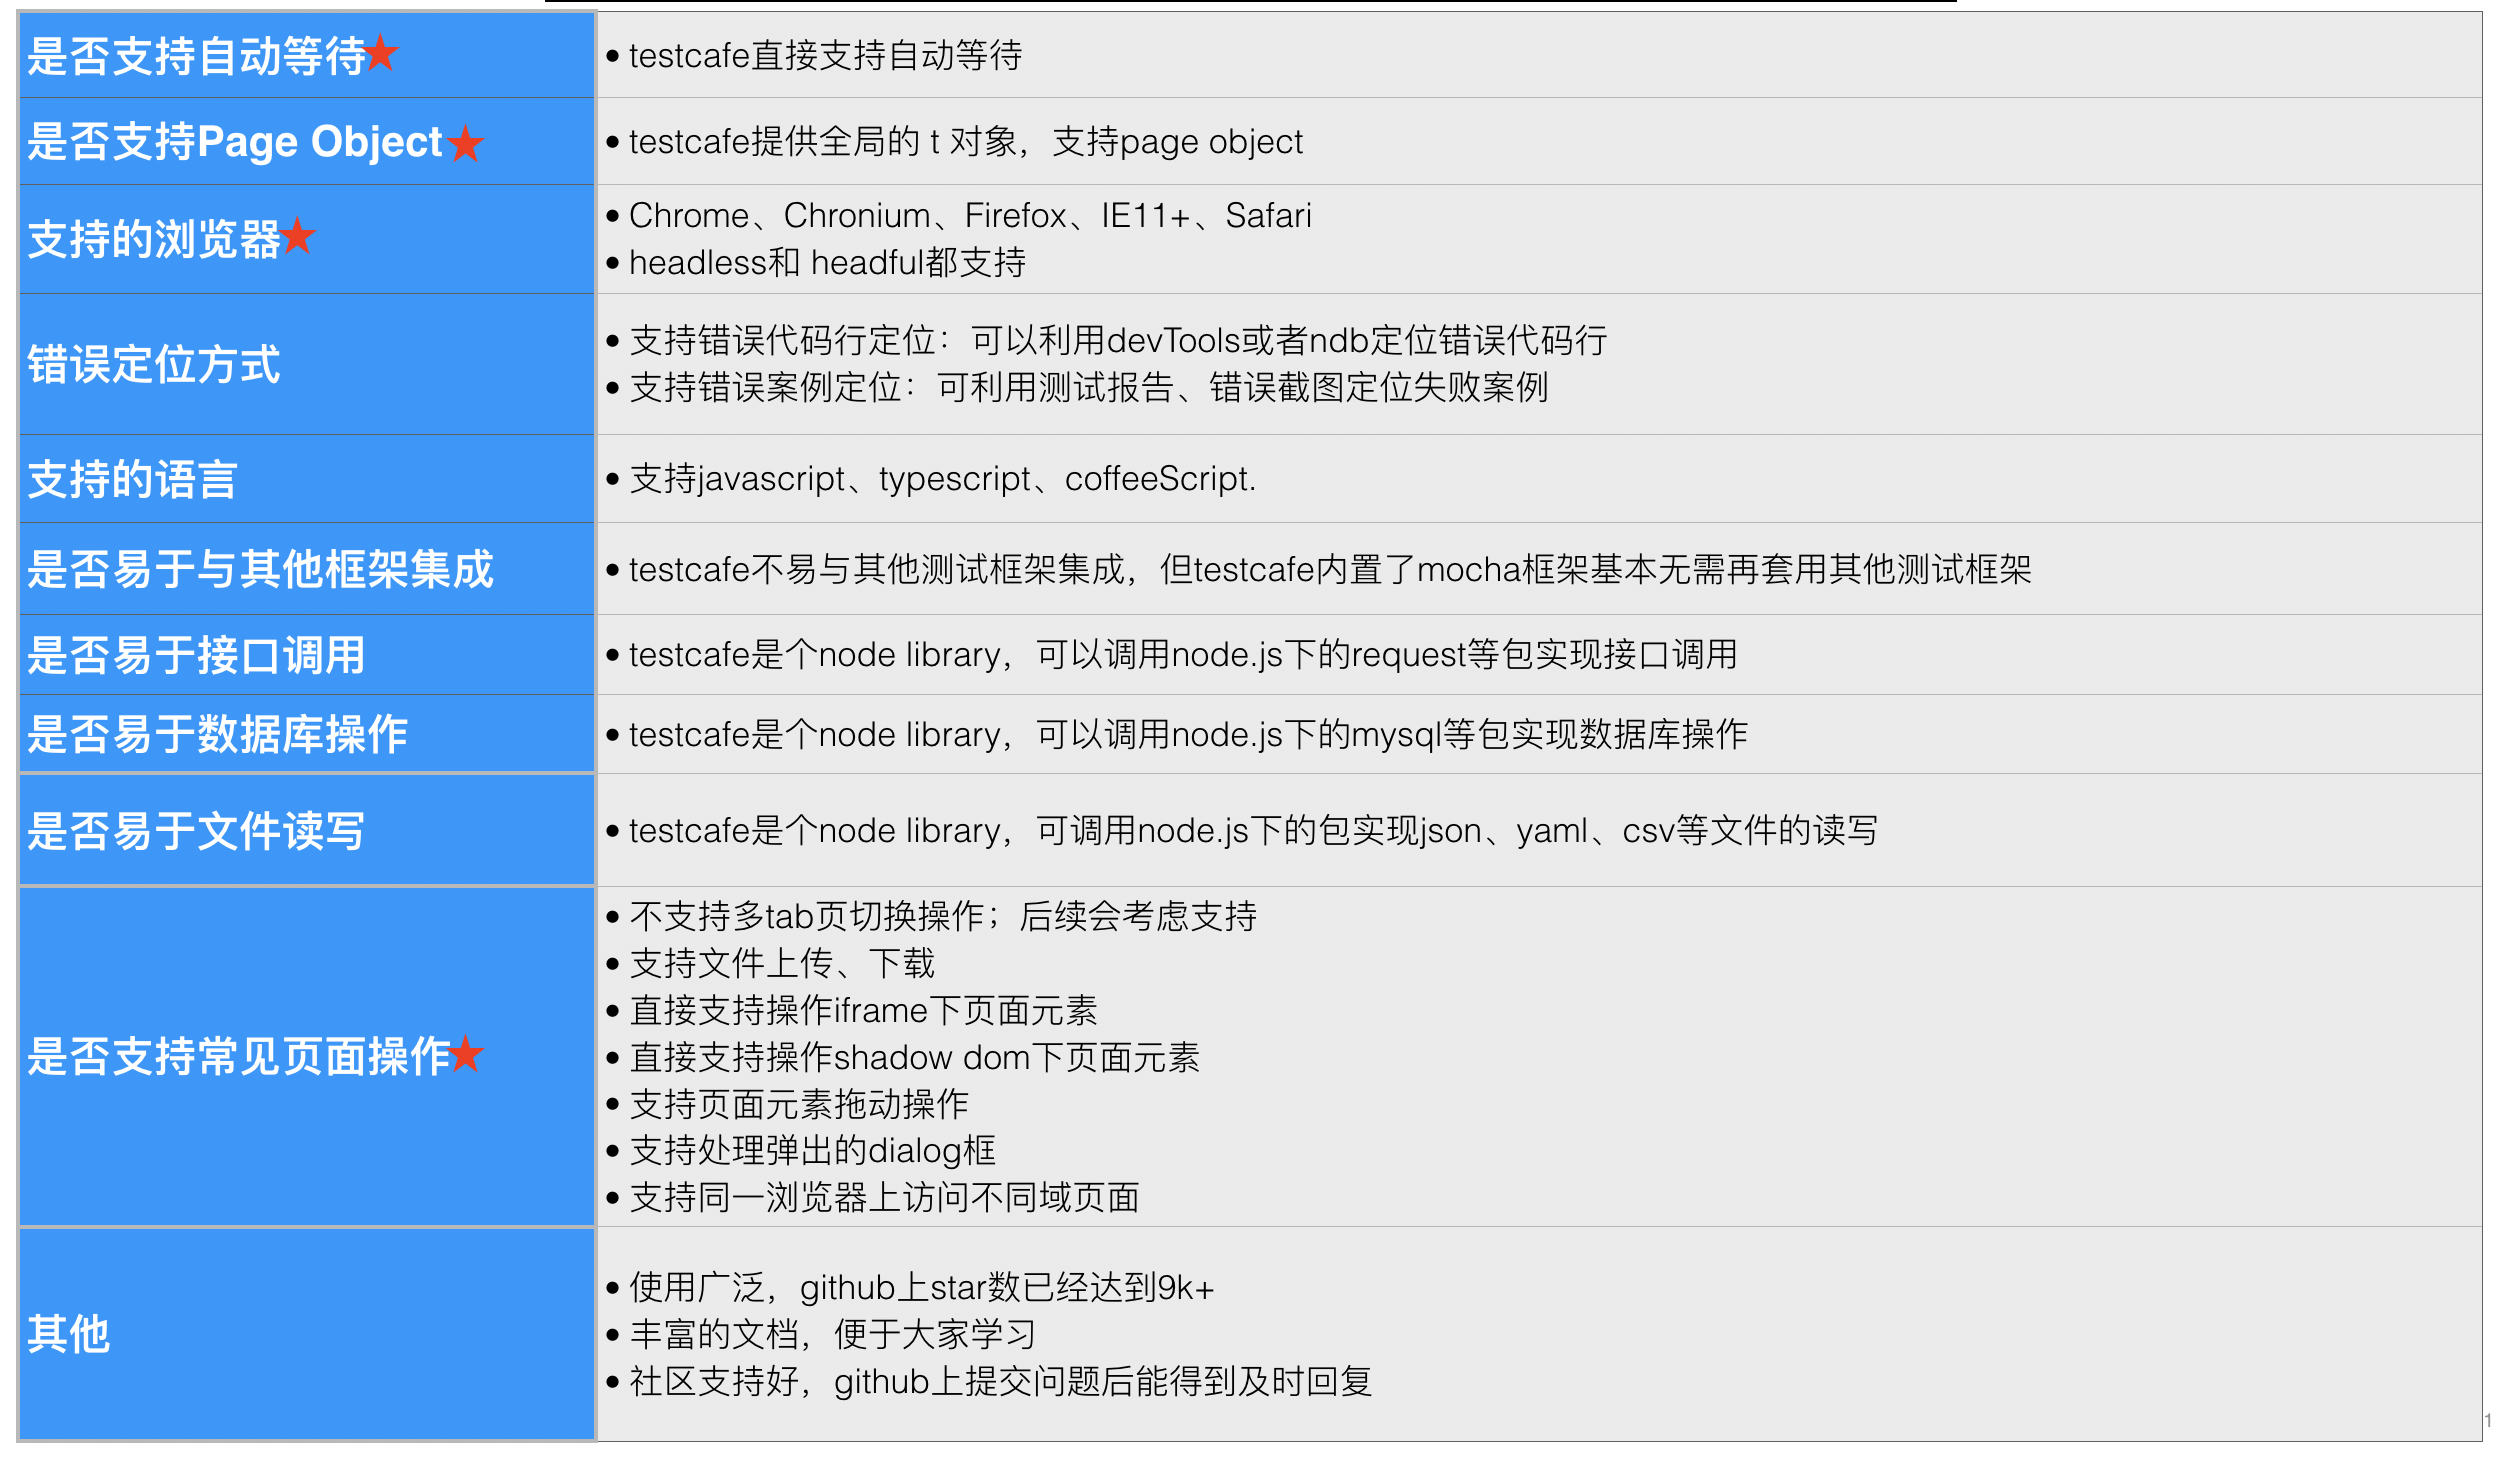 是否支持自动等待★
• testcafe直接支持自动等待
是否支持Page Object★
• testcafe提供全局的 t 对象，支持page object
支持的浏览器★
• Chrome、Chronium、Firefox、IE11+、Safari
• headless和 headful都支持
错误定位方式
• 支持错误代码行定位：可以利用devTools或者ndb定位错误代码行
• 支持错误案例定位：可利用测试报告、错误截图定位失败案例
支持的语言
• 支持javascript、typescript、coffeeScript.
是否易于与其他框架集成
• testcafe不易与其他测试框架集成，但testcafe内置了mocha框架基本无需再套用其他测试框架
是否易于接口调用
• testcafe是个node library，可以调用node.js下的request等包实现接口调用
是否易于数据库操作
• testcafe是个node library，可以调用node.js下的mysql等包实现数据库操作
是否易于文件读写
• testcafe是个node library，可调用node.js下的包实现json、yaml、csv等文件的读写
是否支持常见页面操作★
• 不支持多tab页切换操作；后续会考虑支持
• 支持文件上传、下载
• 直接支持操作iframe下页面元素
• 直接支持操作shadow dom下页面元素
• 支持页面元素拖动操作
• 支持处理弹出的dialog框
• 支持同一浏览器上访问不同域页面
其他
• 使用广泛，github上star数已经达到9k+
• 丰富的文档，便于大家学习
• 社区支持好，github上提交问题后能得到及时回复
1